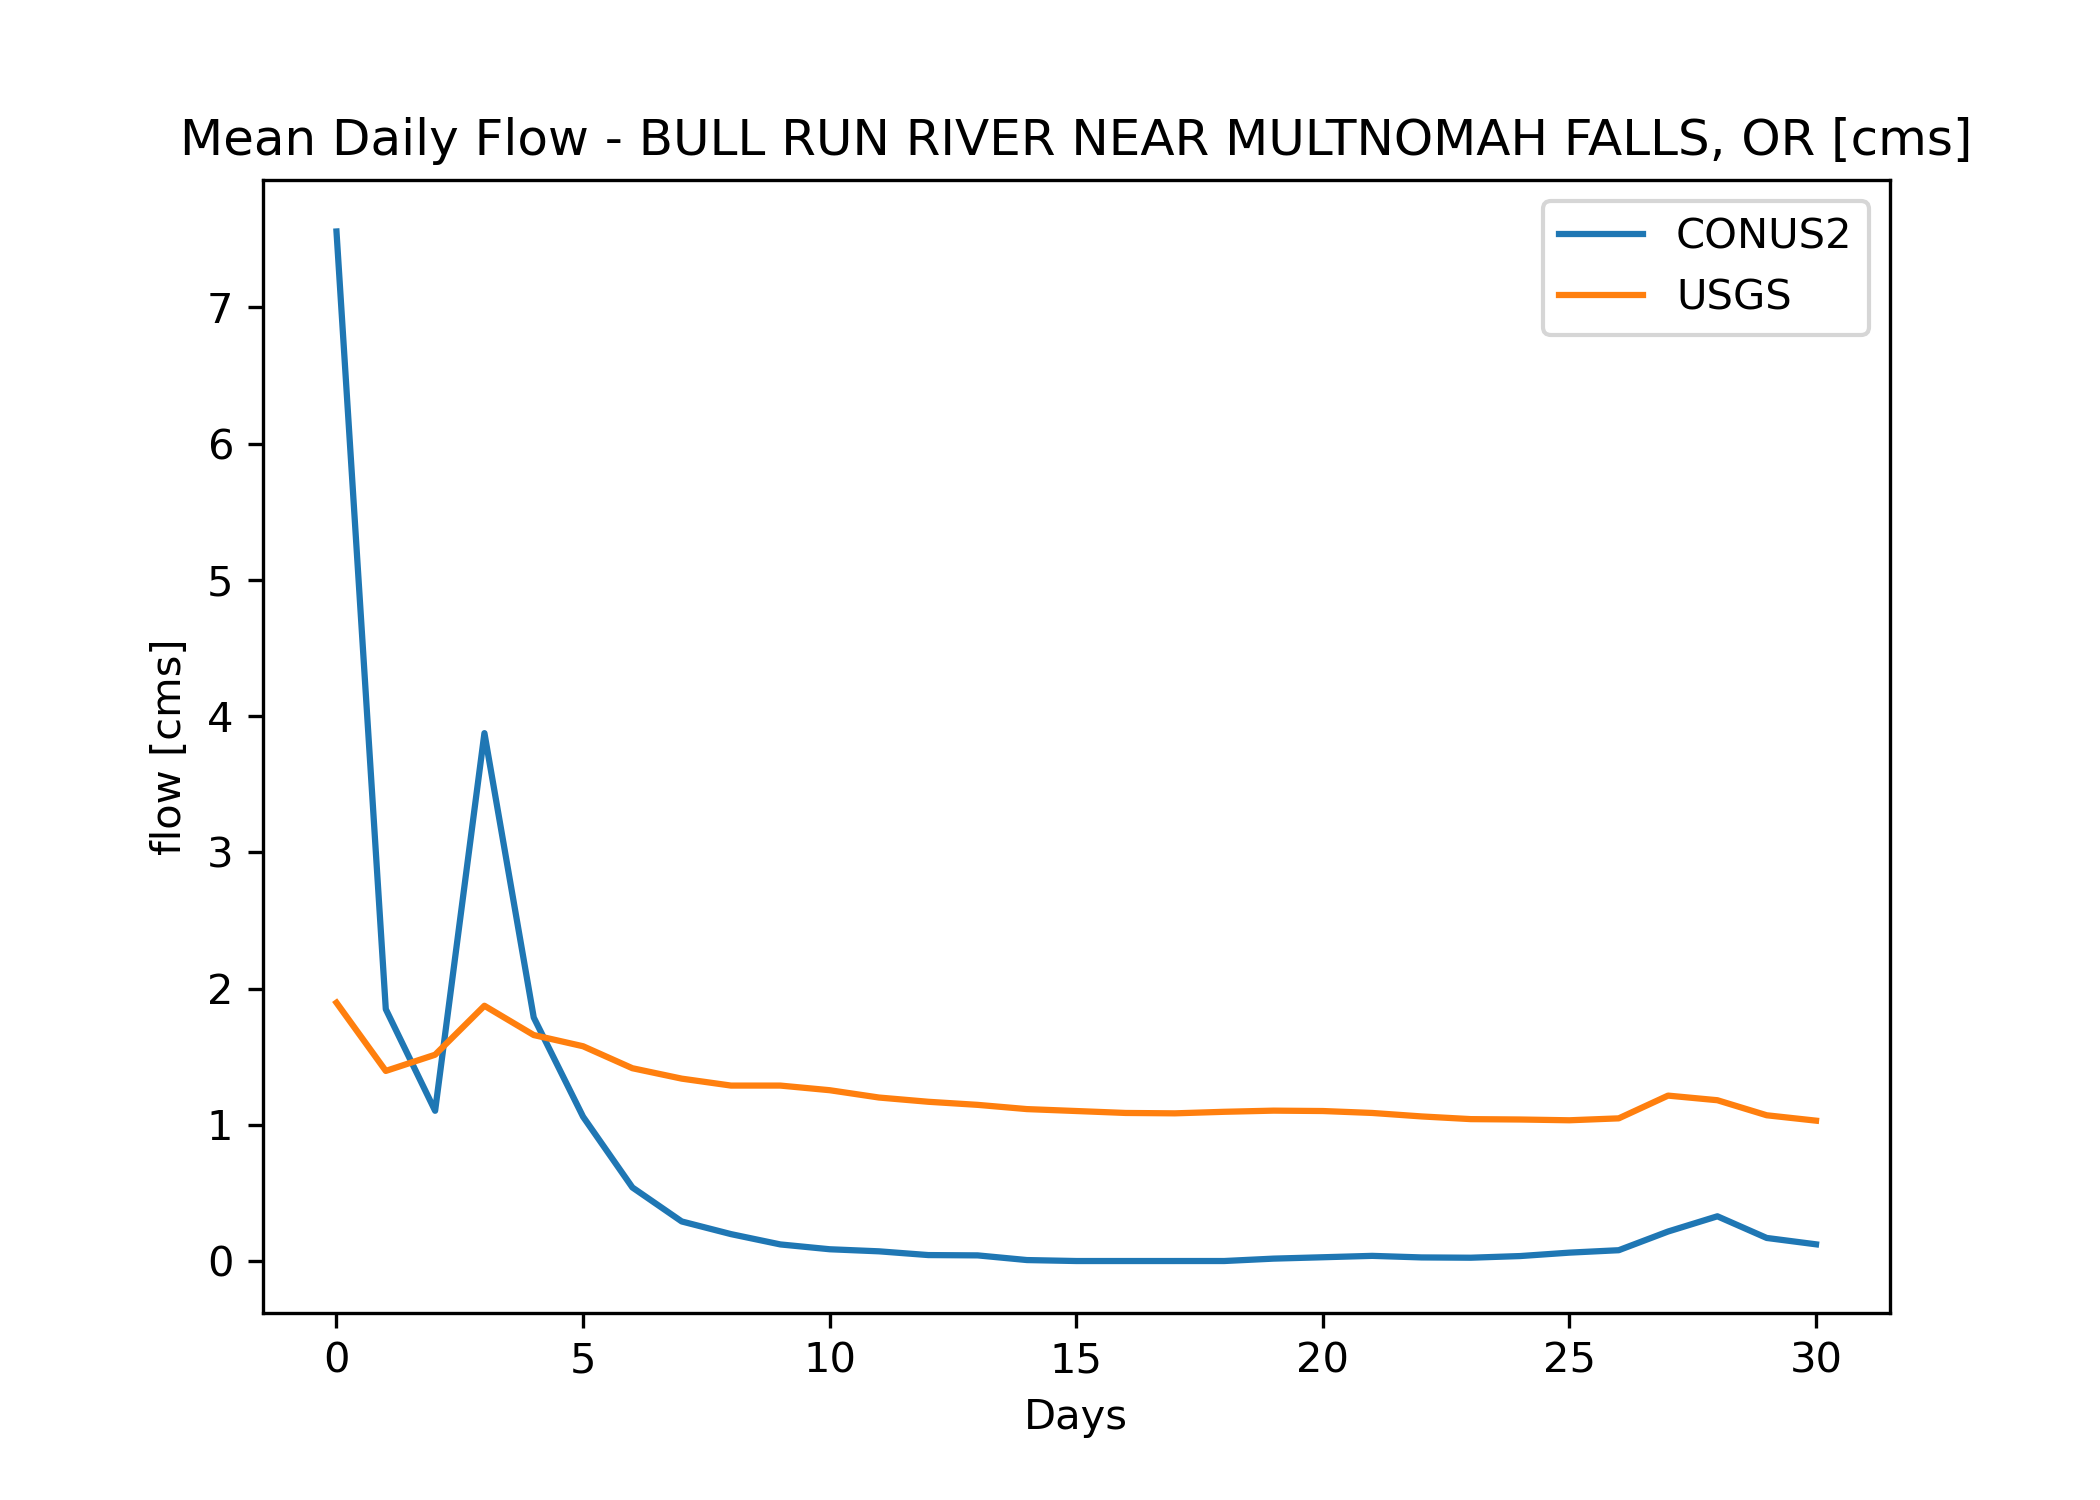 Mean Daily Flow - BULL RUN RIVER NEAR MULTNOMAH FALLS, OR [cms]
CONUS2
USGS
7
6
5
4
3
2
1
0
flow [cms]
0 5 10 15 20 25 30
Days